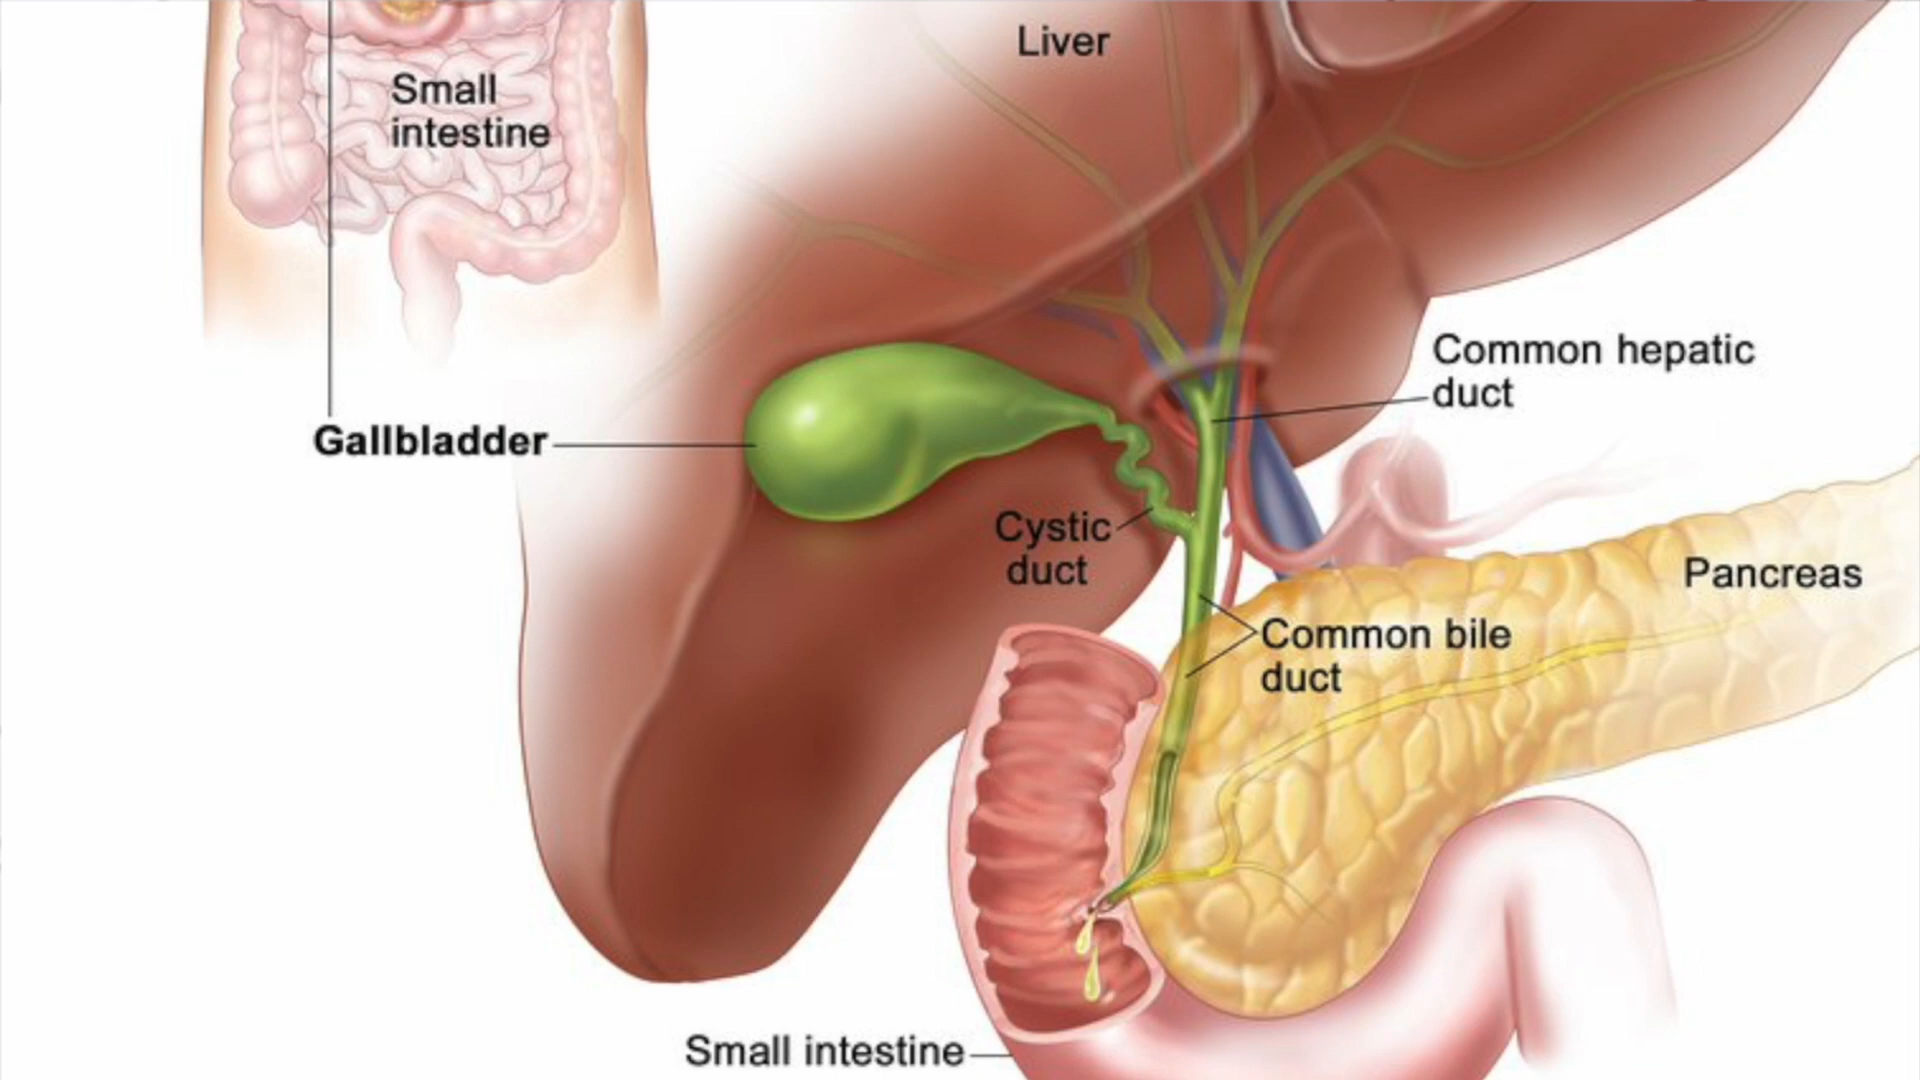 Liver
Small
intestine
Common hepatic
duct
Gallbladder
Cystic
duct
Pancreas
Common bile
duct
Small intestine